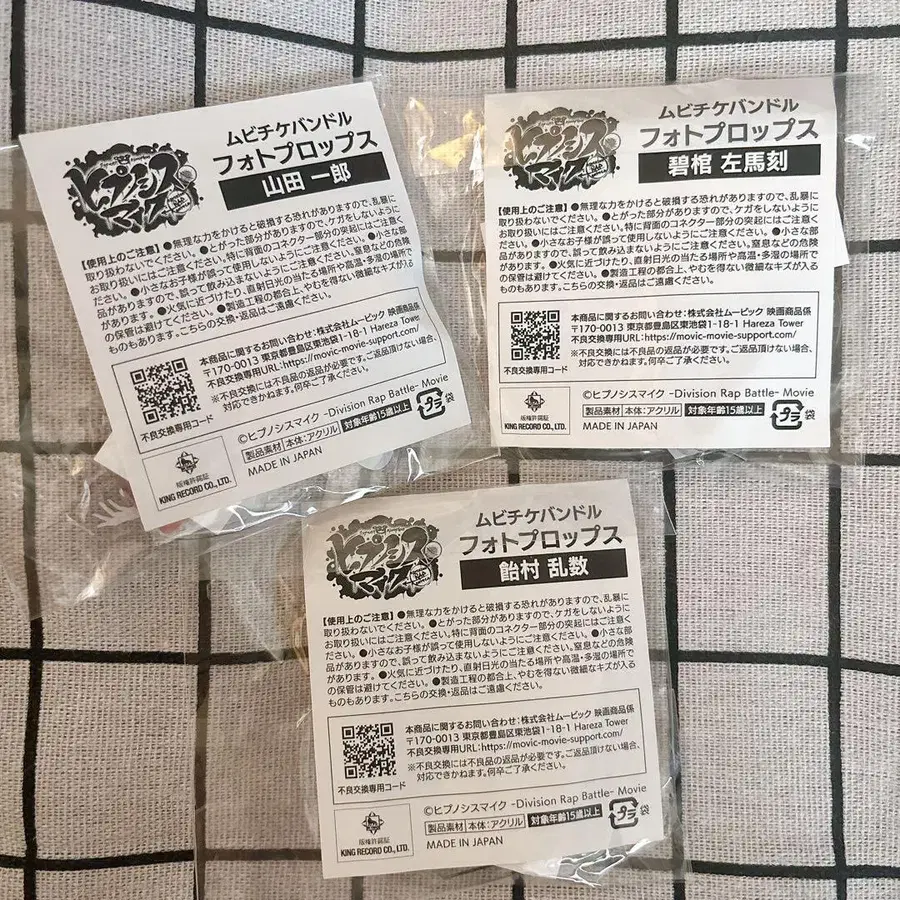 ヒプノシスマイク
ムビチケバンドル
フォトプロップス
山田 一郎
【使用上のご注意】●無理な力をかけると破損する恐れがありますので、乱暴に
取り扱わないでください。●とがった部分がありますので、ケガをしないように
お取り扱いにはご注意ください。特に背面のコネクター部分の突起にはご注意く
ださい。●小さなお子様が誤って使用しないようにご注意ください。●小さな部
品がありますので、誤って飲み込まないようにご注意ください。窒息などの危険
があります。●火気に近づけたり、直射日光の当たる場所や高温・多湿の場所で
の保管は避けてください。●製造工程の都合上、やむを得ない微細なキズが入る
ものもあります。こちらの交換・返品はご遠慮ください。
本商品に関するお問い合わせ:株式会社ムービック 映画商品係
〒170-0013 東京都豊島区東池袋1-18-1 Hareza Tower
不良交換専用URL:https://movic-movie-support.com/
※不良交換には不良品の返品が必要です。ご返品頂けない場合、
対応できかねます。何卒ご了承ください。
不良交換専用コード
©ヒプノシスマイク -Division Rap Battle- Movie
製品素材 本体:アクリル 対象年齢15歳以上
プラ 袋
MADE IN JAPAN
版権許諾証
KING RECORD CO., LTD.
ヒプノシスマイク
ムビチケバンドル
フォトプロップス
碧棺 左馬刻
【使用上のご注意】●無理な力をかけると破損する恐れがありますので、乱暴に
取り扱わないでください。●とがった部分がありますので、ケガをしないように
お取り扱いにはご注意ください。特に背面のコネクター部分の突起にはご注意く
ださい。●小さなお子様が誤って使用しないようにご注意ください。●小さな部
品がありますので、誤って飲み込まないようにご注意ください。窒息などの危険
があります。●火気に近づけたり、直射日光の当たる場所や高温・多湿の場所で
の保管は避けてください。●製造工程の都合上、やむを得ない微細なキズが入る
ものもあります。こちらの交換・返品はご遠慮ください。
本商品に関するお問い合わせ:株式会社ムービック 映画商品係
〒170-0013 東京都豊島区東池袋1-18-1 Hareza Tower
不良交換専用URL:https://movic-movie-support.com/
※不良交換には不良品の返品が必要です。ご返品頂けない場合、
対応できかねます。何卒ご了承ください。
不良交換専用コード
©ヒプノシスマイク -Division Rap Battle- Movie
製品素材 本体:アクリル 対象年齢15歳以上
プラ 袋
MADE IN JAPAN
版権許諾証
KING RECORD CO., LTD.
ヒプノシスマイク
ムビチケバンドル
フォトプロップス
飴村 乱数
【使用上のご注意】●無理な力をかけると破損する恐れがありますので、乱暴に
取り扱わないでください。●とがった部分がありますので、ケガをしないように
お取り扱いにはご注意ください。特に背面のコネクター部分の突起にはご注意く
ださい。●小さなお子様が誤って使用しないようにご注意ください。●小さな部
品がありますので、誤って飲み込まないようにご注意ください。窒息などの危険
があります。●火気に近づけたり、直射日光の当たる場所や高温・多湿の場所で
の保管は避けてください。●製造工程の都合上、やむを得ない微細なキズが入る
ものもあります。こちらの交換・返品はご遠慮ください。
本商品に関するお問い合わせ:株式会社ムービック 映画商品係
〒170-0013 東京都豊島区東池袋1-18-1 Hareza Tower
不良交換専用URL:https://movic-movie-support.com/
※不良交換には不良品の返品が必要です。ご返品頂けない場合、
対応できかねます。何卒ご了承ください。
不良交換専用コード
©ヒプノシスマイク -Division Rap Battle- Movie
製品素材 本体:アクリル 対象年齢15歳以上
プラ 袋
MADE IN JAPAN
版権許諾証
KING RECORD CO., LTD.